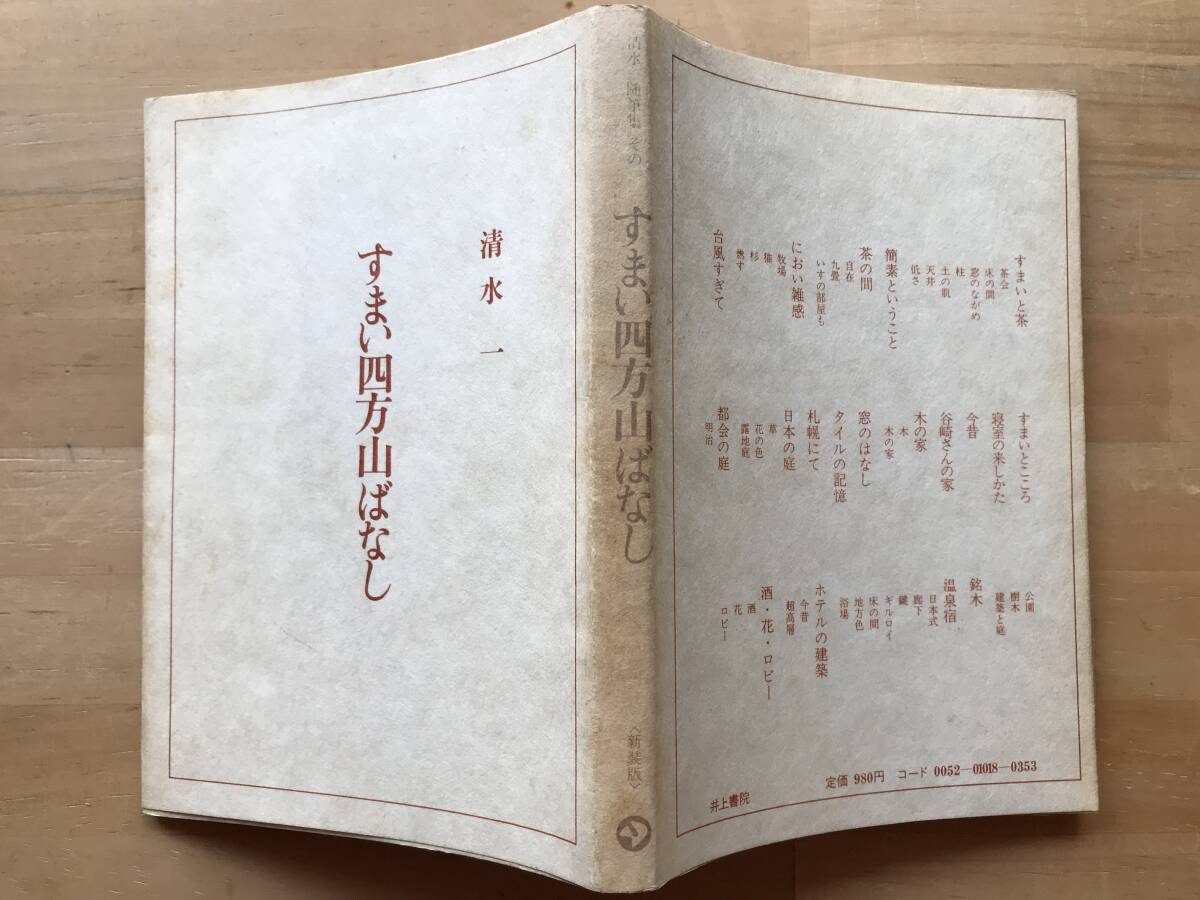 清水一
すまい四方山ばなし
清水一随筆集 その
すまい四方山ばなし
〈新装版〉
すまいと茶
茶会
床の間
窓のながめ
柱
土の肌
天井
低さ
簡素ということ
茶の間
自在
九畳
いすの部屋も
におい雑感
牧場
猫
杉
燃す
台風すぎて
すまいとこころ
寝室の来しかた
今昔
谷崎さんの家
木の家
木
木の家
窓のはなし
タイルの記憶
札幌にて
日本の庭
草
花の色
露地庭
都会の庭
明治
公園
樹木
建築と庭
銘木
温泉宿
日本式
廊下
鍵
ギルロイ
床の間
地方色
浴場
ホテルの建築
今昔
超高層
酒・花・ロビー
酒
花
ロビー
定価 980円 コード 0052―01018―0353
井上書院